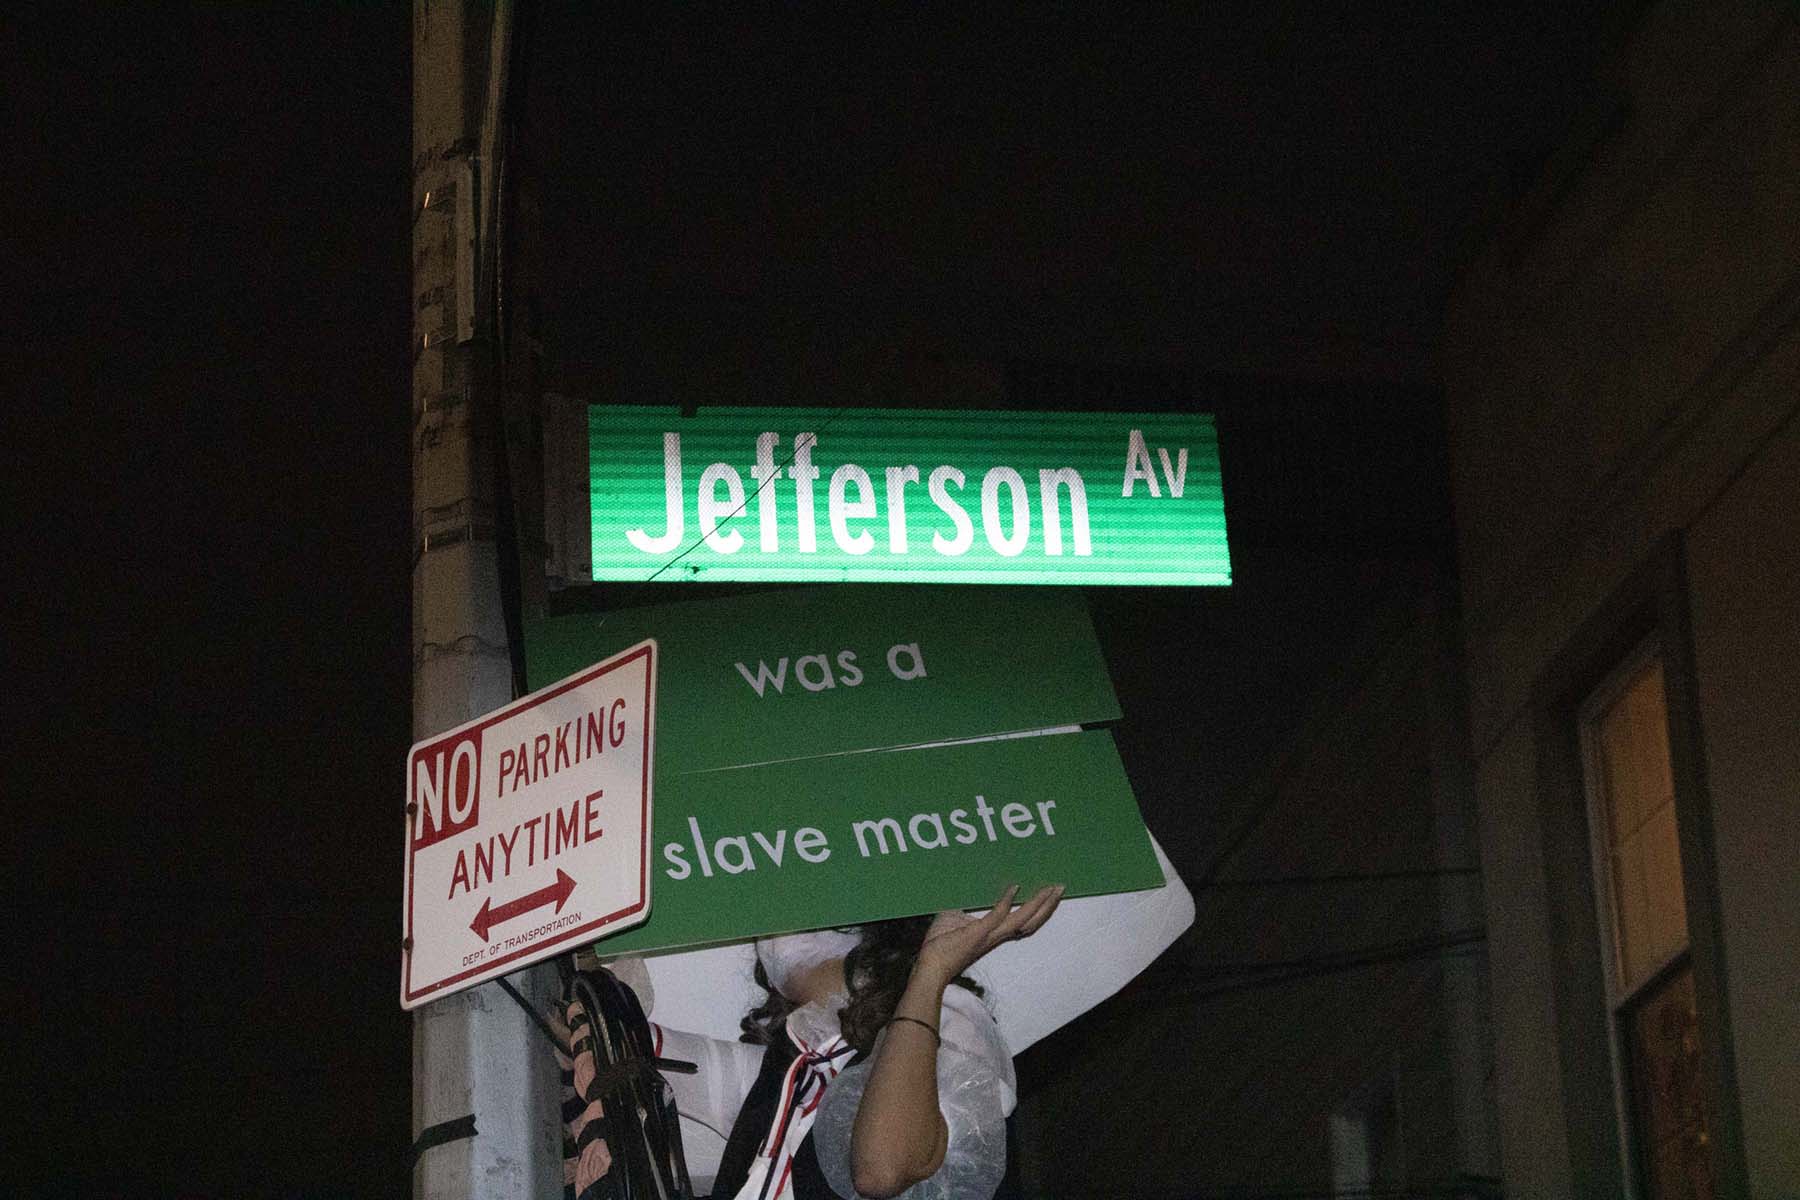 Jefferson Av
was a
slave master
NO PARKING
ANYTIME
DEPT. OF TRANSPORTATION